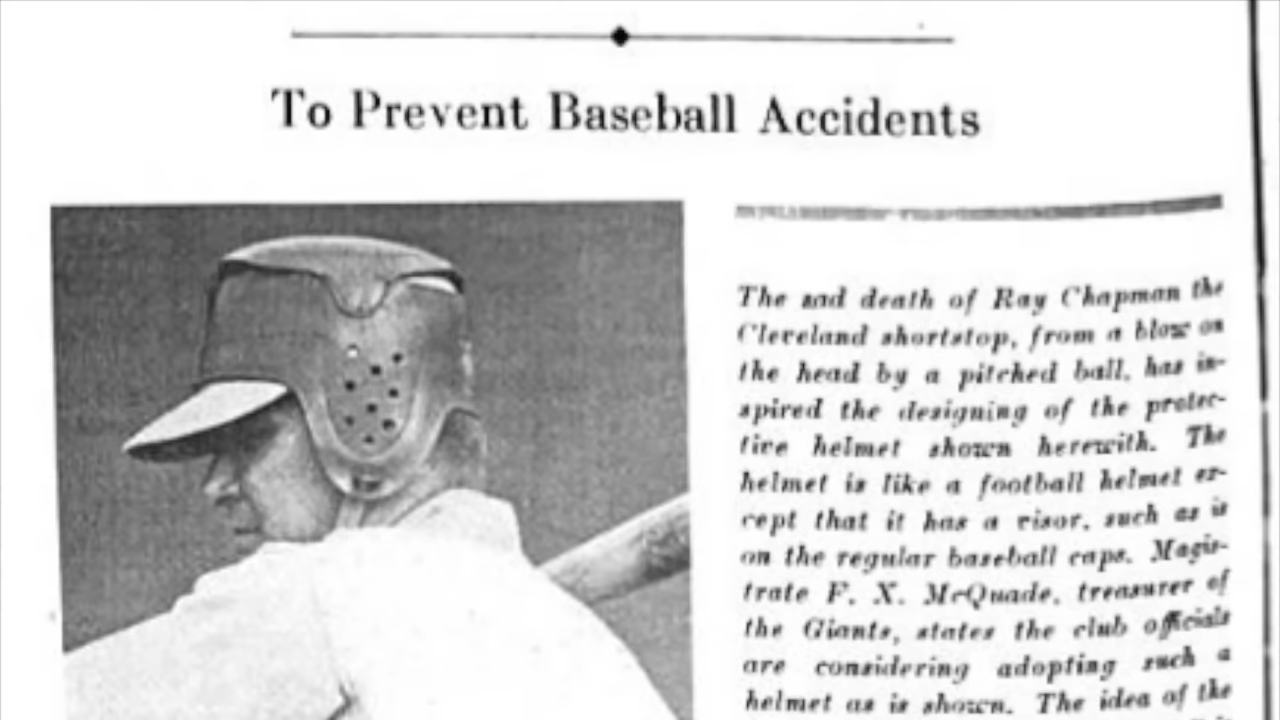 To Prevent Baseball Accidents
The sad death of Ray Chapman the
Cleveland shortstop, from a blow on
the head by a pitched ball, has in-
spired the designing of the protec-
tive helmet shown herewith. The
helmet is like a football helmet ex-
cept that it has a visor, such as is
on the regular baseball caps. Magis-
trate F. X. McQuade, treasurer of
the Giants, states the club officials
are considering adopting such a
helmet as is shown. The idea of the